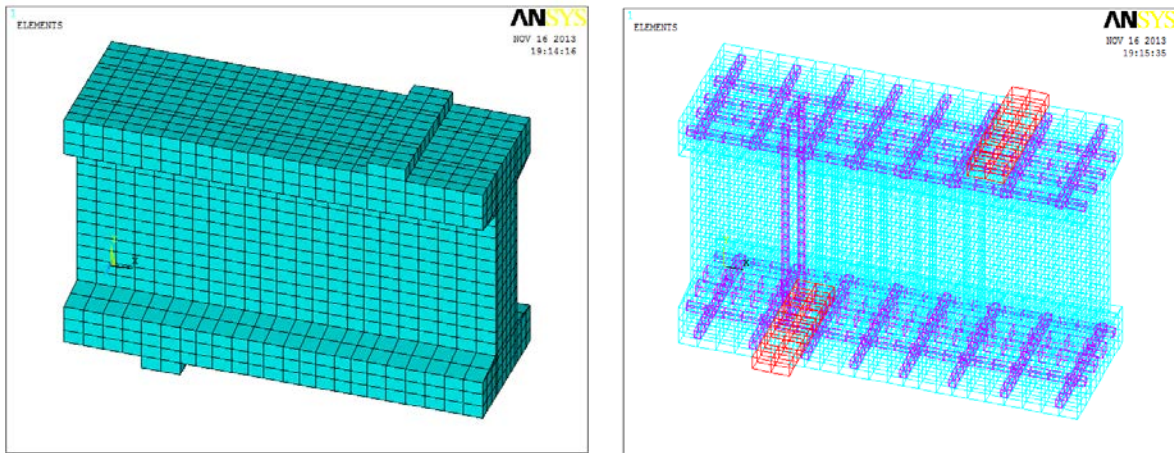 1
ELEMENTS
ANSYS
NOV 16 2013
19:14:16
1
ELEMENTS
ANSYS
NOV 16 2013
19:15:35
X